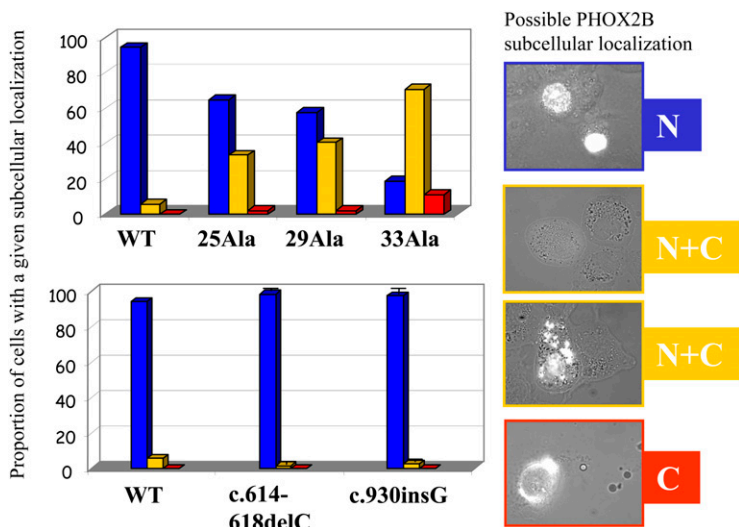 Proportion of cells with a given subcellular localization
100
80
60
40
20
0
WT 25Ala 29Ala 33Ala
100
80
60
40
20
0
WT c.614- c.930insG
618delC
Possible PHOX2B
subcellular localization
N
N+C
N+C
C